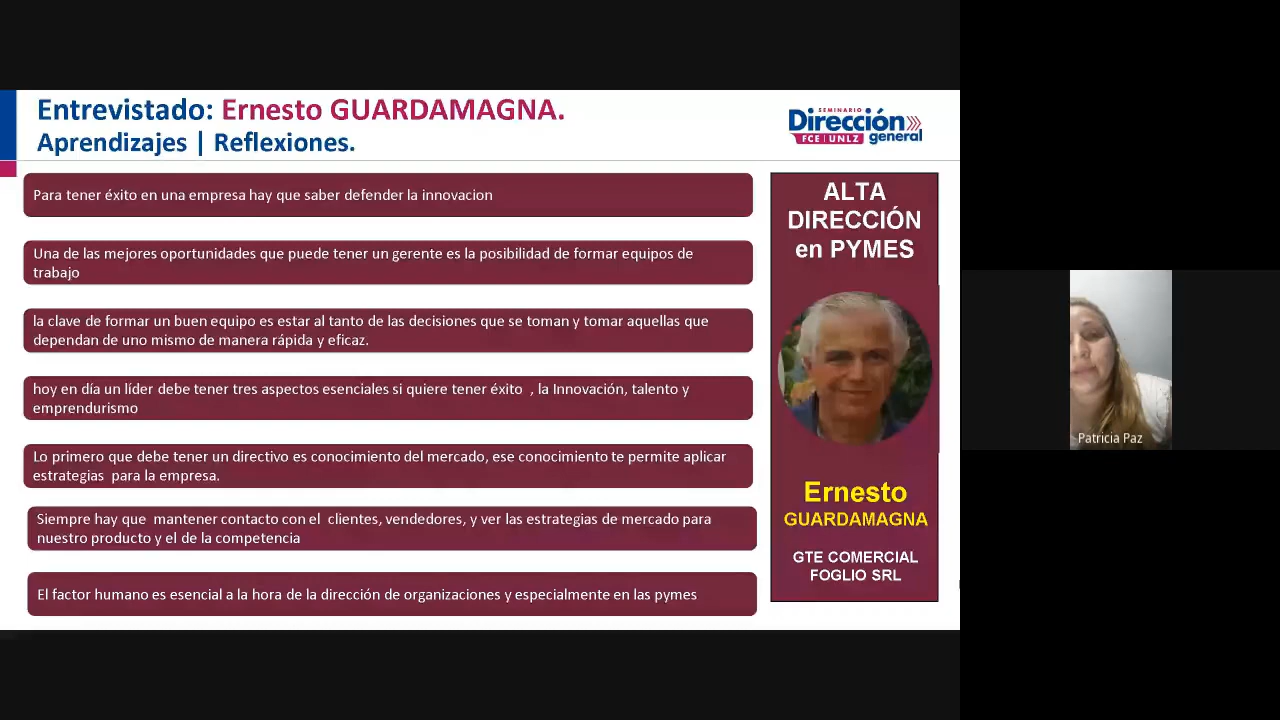 Entrevistado: Ernesto GUARDAMAGNA.
Aprendizajes | Reflexiones.
SEMINARIO
Dirección
FCE | UNLZ general
Para tener éxito en una empresa hay que saber defender la innovacion
Una de las mejores oportunidades que puede tener un gerente es la posibilidad de formar equipos de
trabajo
la clave de formar un buen equipo es estar al tanto de las decisiones que se toman y tomar aquellas que
dependan de uno mismo de manera rápida y eficaz.
hoy en día un líder debe tener tres aspectos esenciales si quiere tener éxito , la Innovación, talento y
emprendurismo
Lo primero que debe tener un directivo es conocimiento del mercado, ese conocimiento te permite aplicar
estrategias para la empresa.
Siempre hay que mantener contacto con el clientes, vendedores, y ver las estrategias de mercado para
nuestro producto y el de la competencia
El factor humano es esencial a la hora de la dirección de organizaciones y especialmente en las pymes
ALTA
DIRECCIÓN
en PYMES
Ernesto
GUARDAMAGNA
GTE COMERCIAL
FOGLIO SRL
Patricia Paz